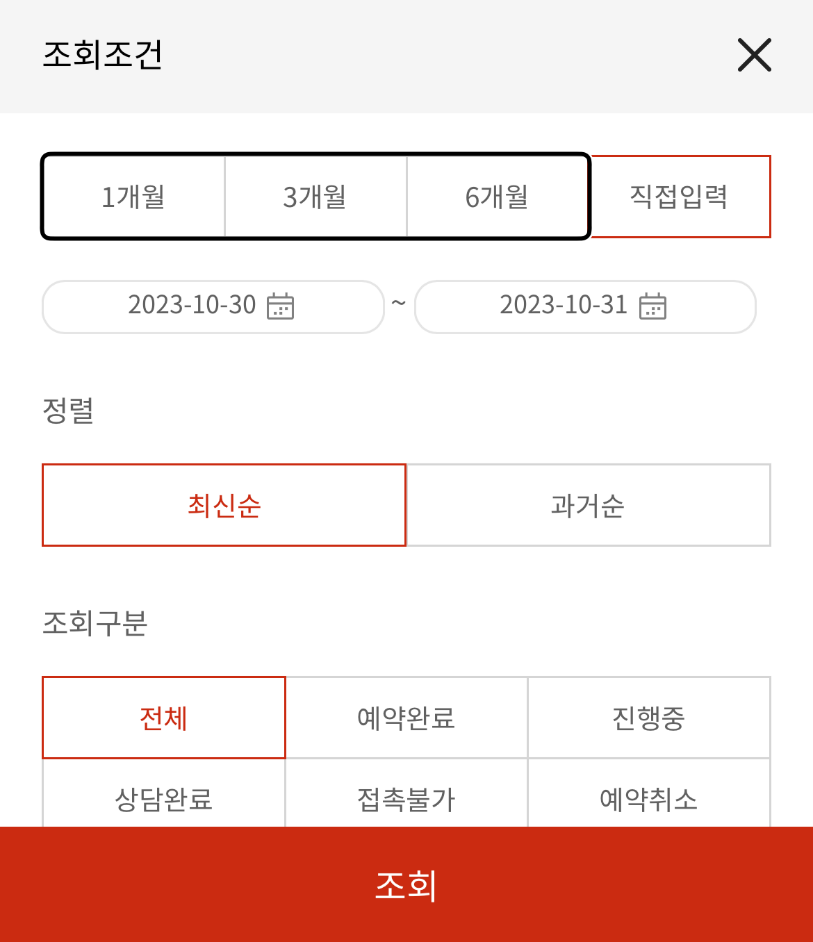 조회조건
1개월 3개월 6개월 직접입력
2023-10-30 ~ 2023-10-31
정렬
최신순 과거순
조회구분
전체 예약완료 진행중
상담완료 접촉불가 예약취소
조회